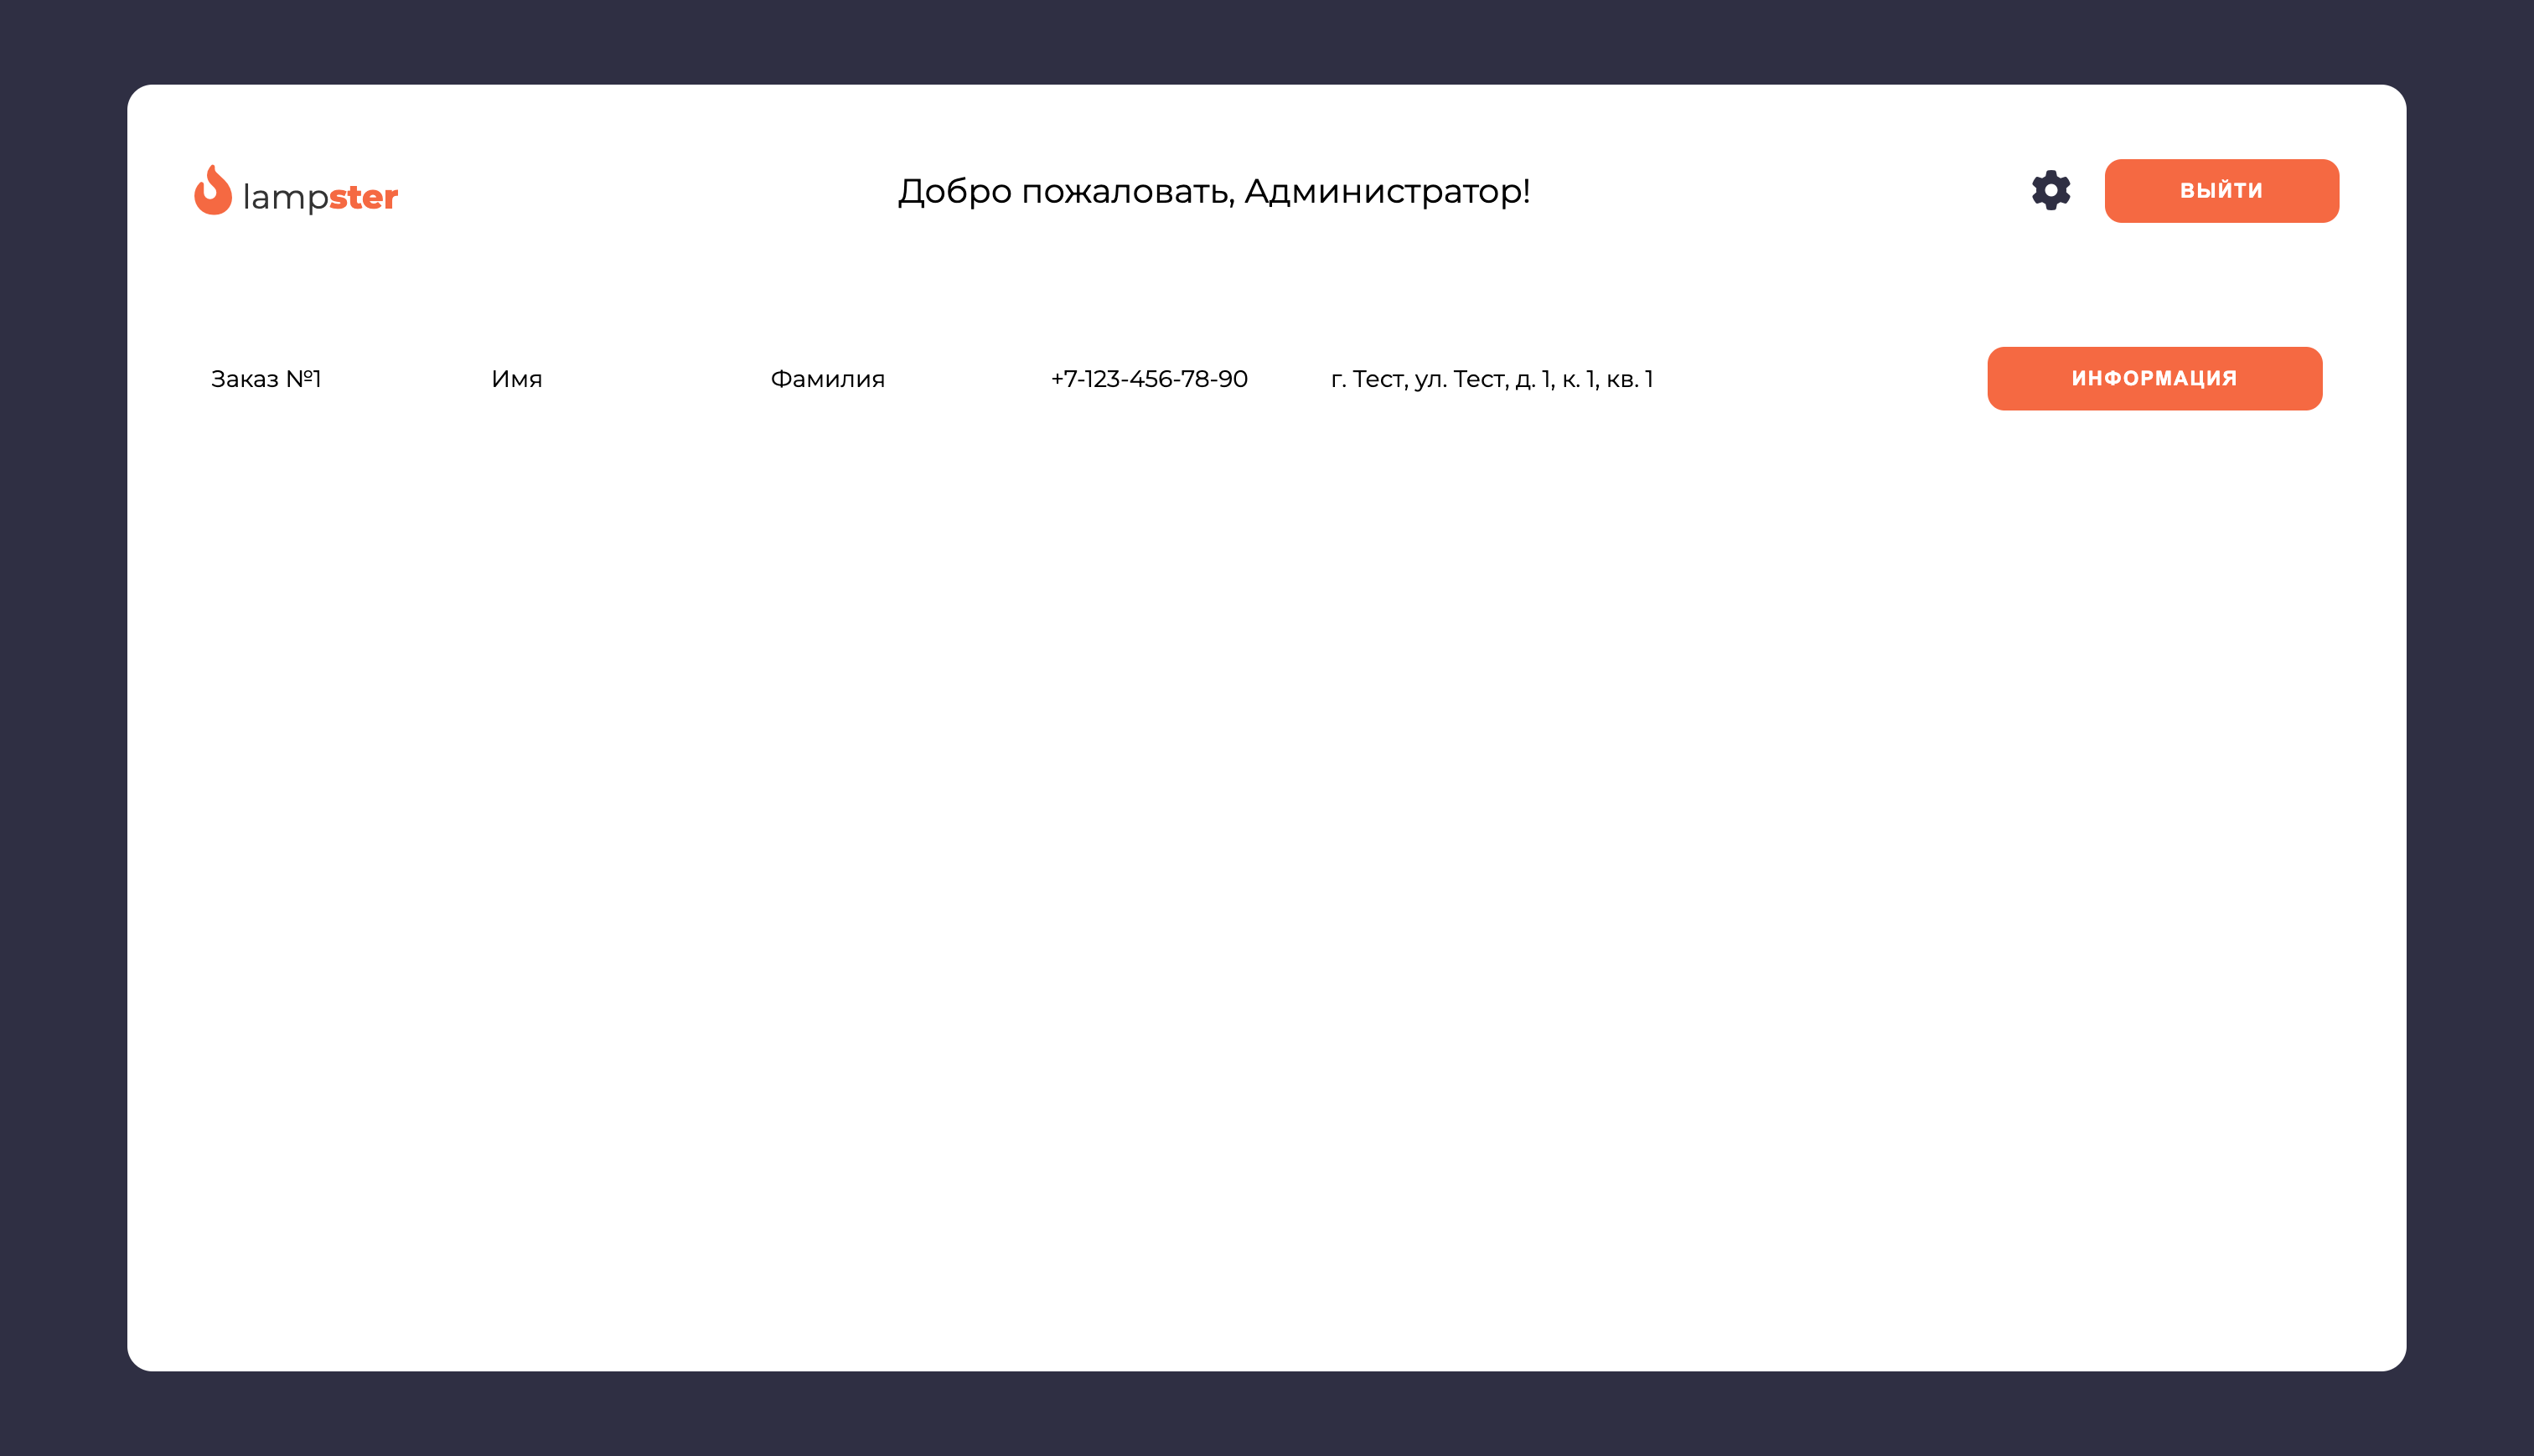 lampster
Добро пожаловать, Администратор!
ВЫЙТИ
Заказ №1
Имя
Фамилия
+7-123-456-78-90
г. Тест, ул. Тест, д. 1, к. 1, кв. 1
ИНФОРМАЦИЯ